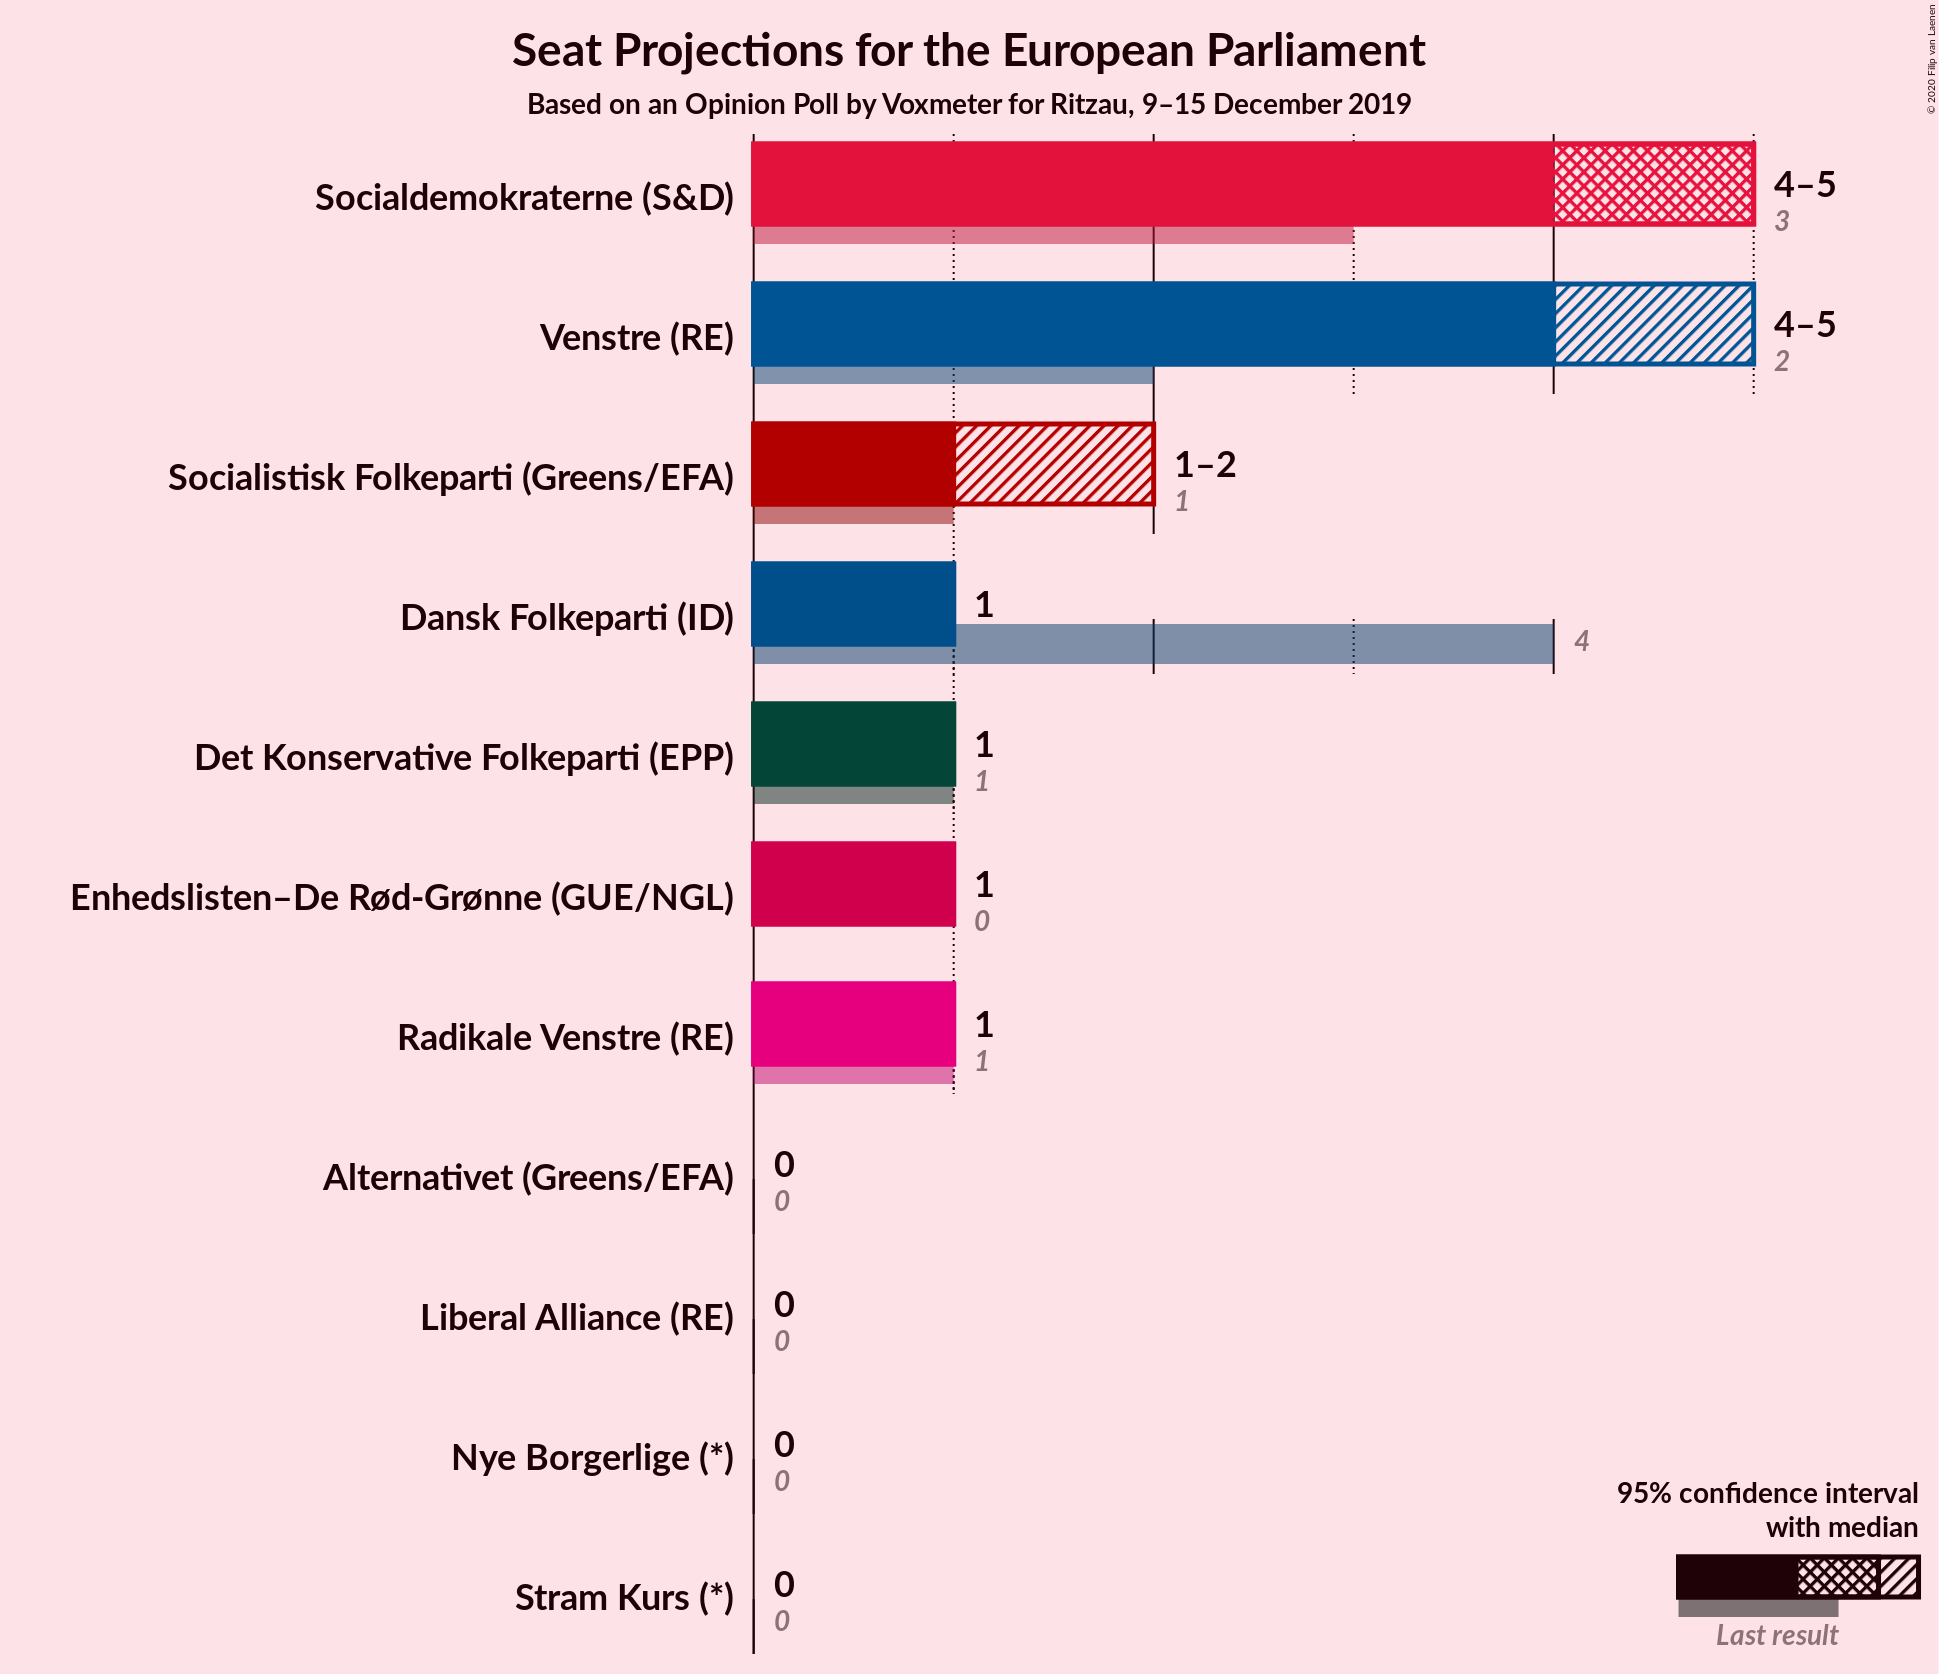 Seat Projections for the European Parliament
Based on an Opinion Poll by Voxmeter for Ritzau, 9–15 December 2019
© 2020 Filip van Laenen
Socialdemokraterne (S&D)
4–5
3
Venstre (RE)
4–5
2
Socialistisk Folkeparti (Greens/EFA)
1–2
1
Dansk Folkeparti (ID)
1
4
Det Konservative Folkeparti (EPP)
1
1
Enhedslisten–De Rød-Grønne (GUE/NGL)
1
0
Radikale Venstre (RE)
1
1
Alternativet (Greens/EFA)
0
0
Liberal Alliance (RE)
0
0
Nye Borgerlige (*)
0
0
Stram Kurs (*)
0
0
95% confidence interval
with median
Last result